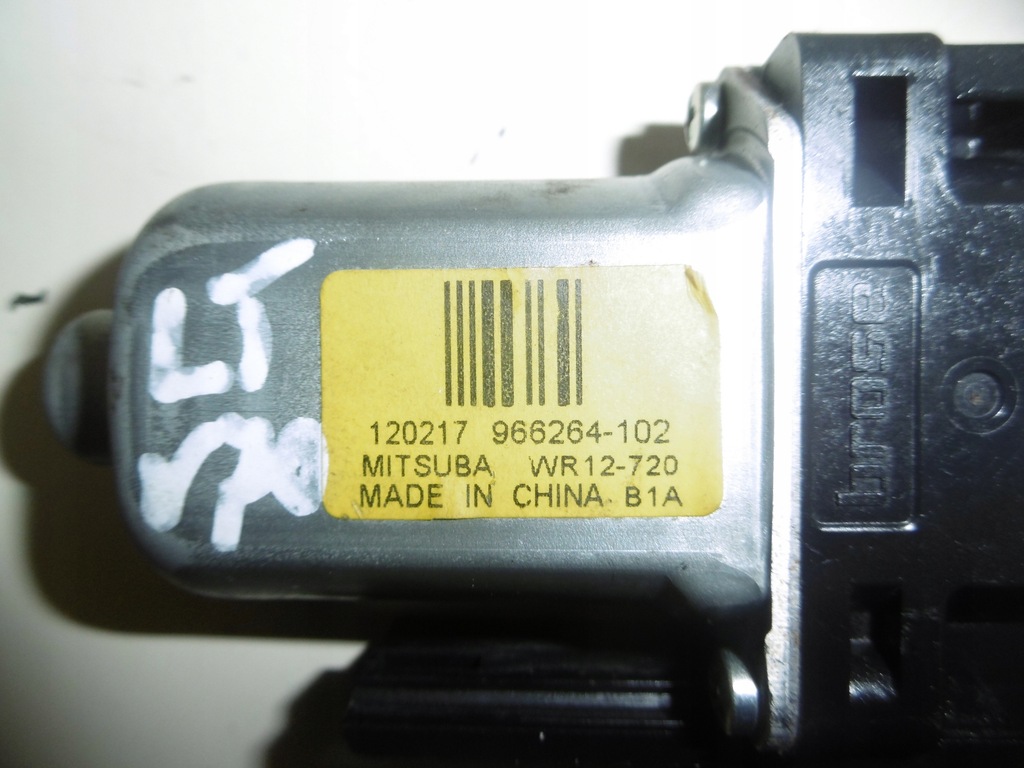 120217 966264-102
MITSUBA WR12-720
MADE IN CHINA B1A
brose